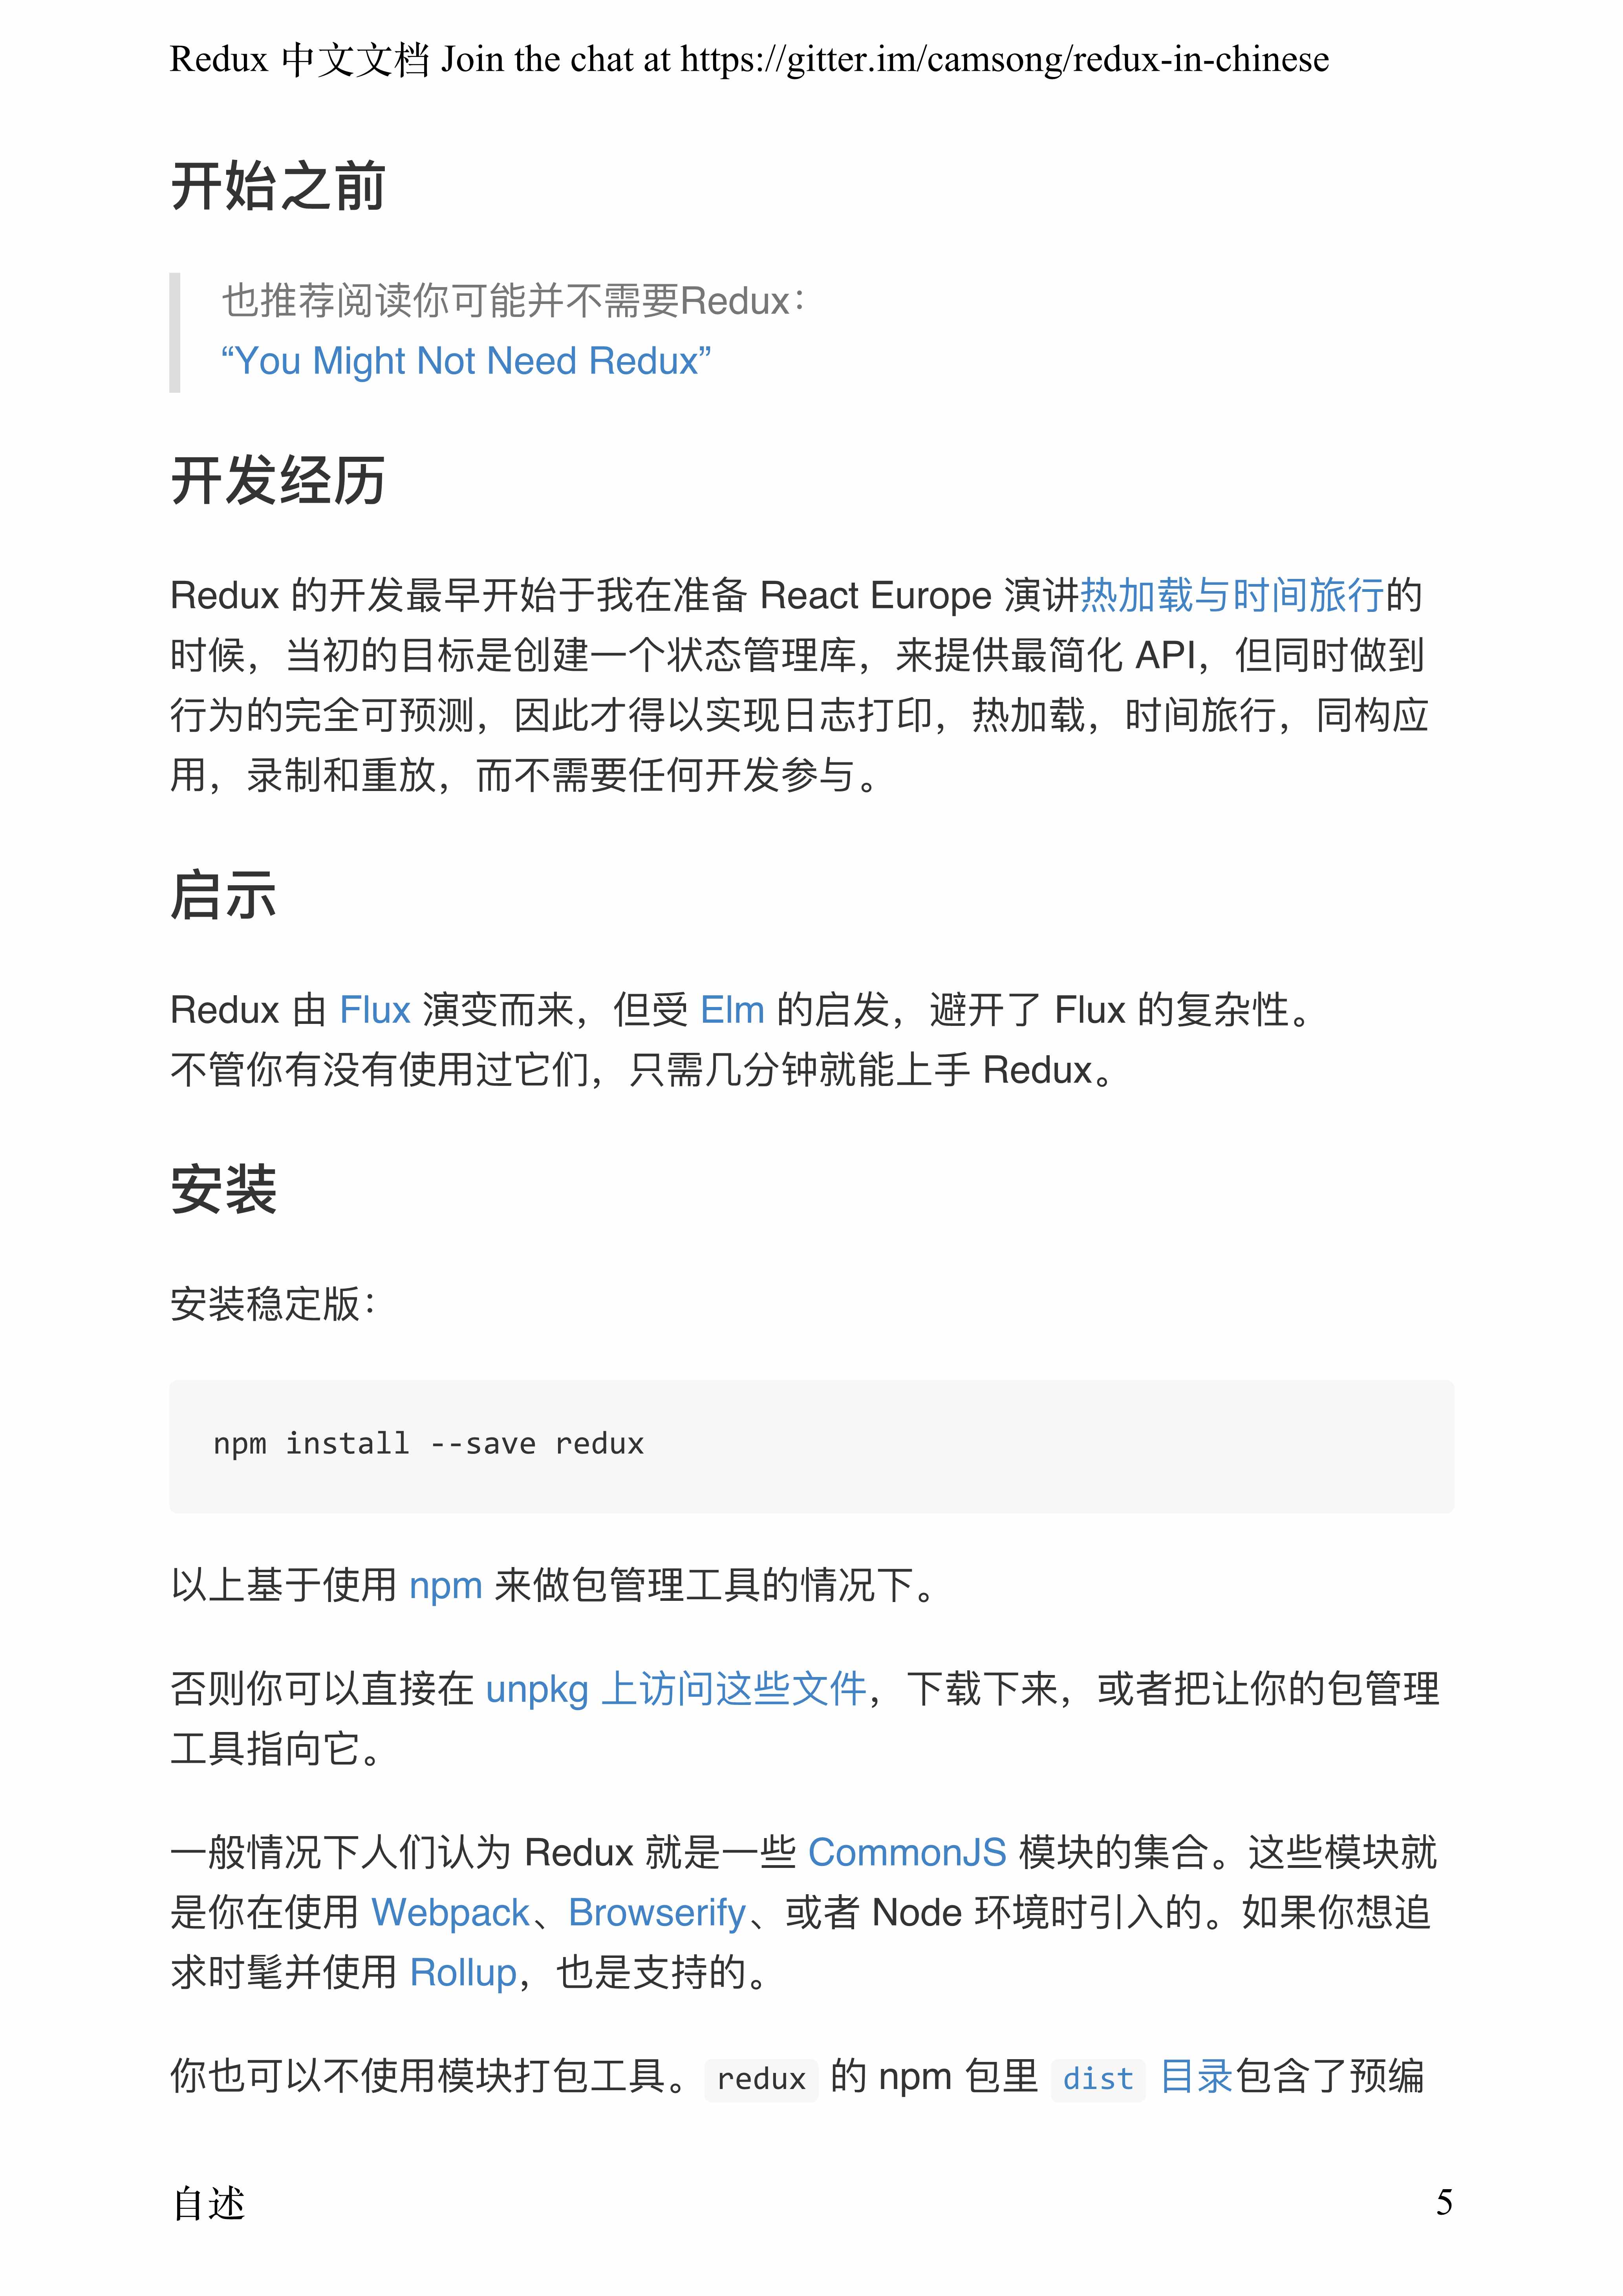 Redux 中文文档 Join the chat at https://gitter.im/camsong/redux-in-chinese
开始之前
也推荐阅读你可能并不需要Redux：
“You Might Not Need Redux”
开发经历
Redux 的开发最早开始于我在准备 React Europe 演讲热加载与时间旅行的
时候，当初的目标是创建一个状态管理库，来提供最简化 API，但同时做到
行为的完全可预测，因此才得以实现日志打印，热加载，时间旅行，同构应
用，录制和重放，而不需要任何开发参与。
启示
Redux 由 Flux 演变而来，但受 Elm 的启发，避开了 Flux 的复杂性。
不管你有没有使用过它们，只需几分钟就能上手 Redux。
安装
安装稳定版：
npm install --save redux
以上基于使用 npm 来做包管理工具的情况下。
否则你可以直接在 unpkg 上访问这些文件，下载下来，或者把让你的包管理
工具指向它。
一般情况下人们认为 Redux 就是一些 CommonJS 模块的集合。这些模块就
是你在使用 Webpack、Browserify、或者 Node 环境时引入的。如果你想追
求时髦并使用 Rollup，也是支持的。
你也可以不使用模块打包工具。redux 的 npm 包里 dist 目录包含了预编
自述 5